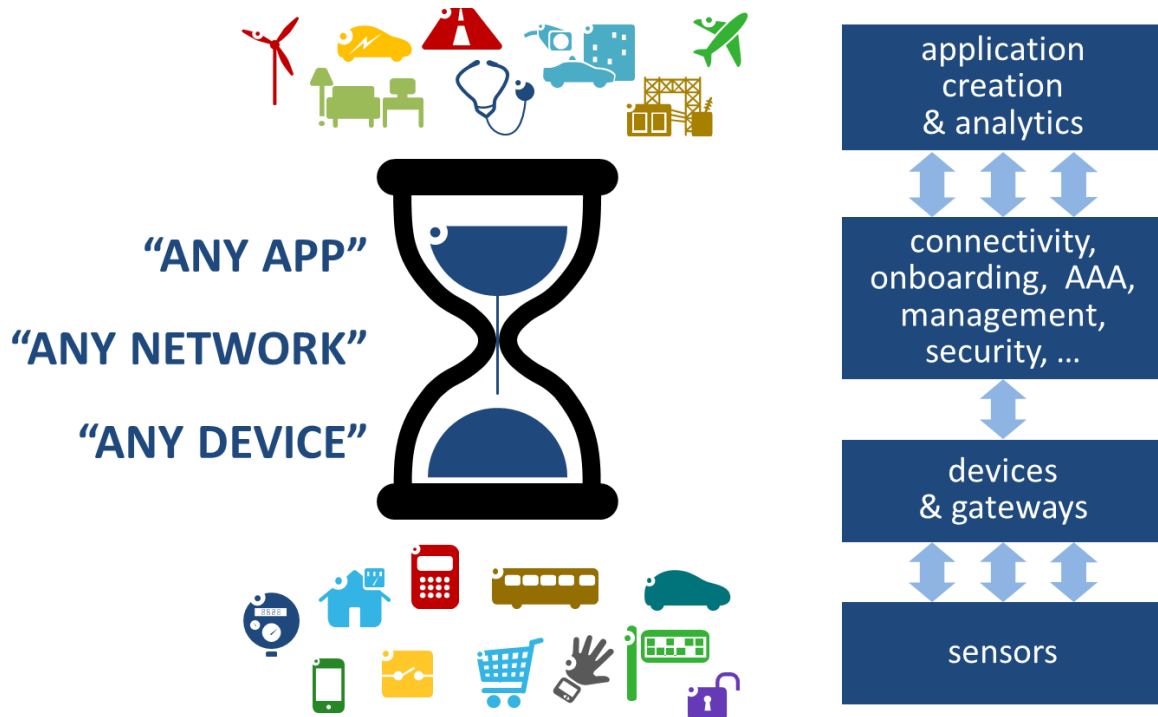 “ANY APP”
“ANY NETWORK”
“ANY DEVICE”
application
creation
& analytics
connectivity,
onboarding, AAA,
management,
security, ...
devices
& gateways
sensors